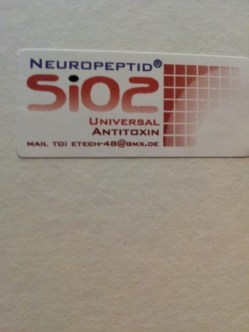 NEUROPEPTID®
SiO2
UNIVERSAL
ANTITOXIN
MAIL TO: ETECH-48@GMX.DE